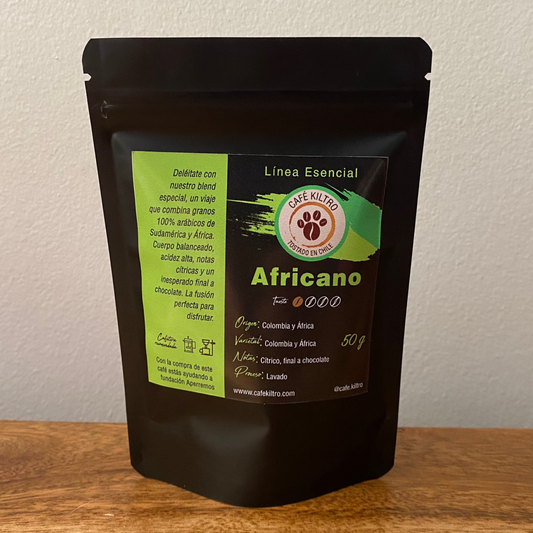 Deléitate con
nuestro blend
especial, un viaje
que combina granos
100% arábicos de
Sudamérica y África.
Cuerpo balanceado,
acidez alta, notas
cítricas y un
inesperado final a
chocolate. La fusión
perfecta para
disfrutar.
Cafetera
recomendada
Con la compra de este
café estás ayudando a
fundación Aperremos
Línea Esencial
CAFÉ KILTRO
TOSTADO EN CHILE
Africano
Tueste
Origen: Colombia y África
Varietal: Colombia y África
50 g
Notas: Cítrico, final a chocolate
Proceso: Lavado
www.cafekiltro.com
@cafe.kiltro